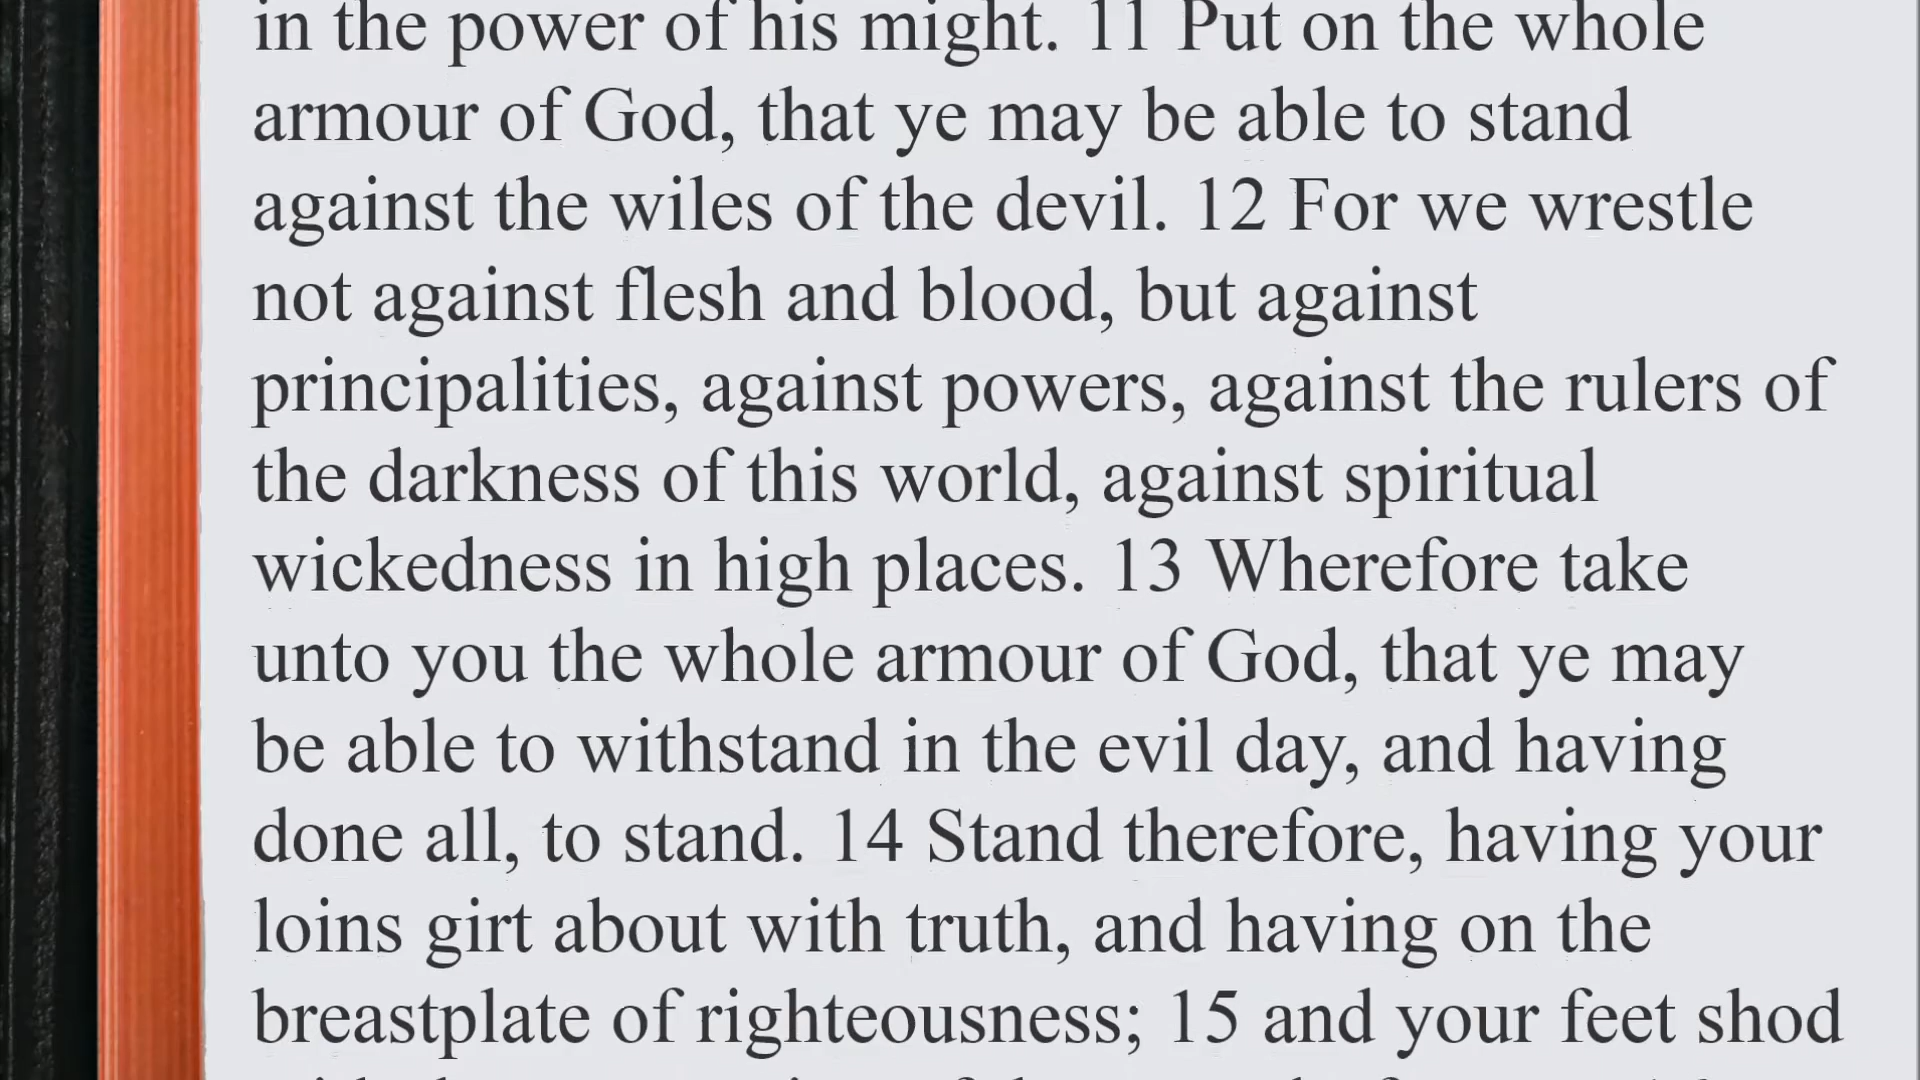 in the power of his might. 11 Put on the whole
armour of God, that ye may be able to stand
against the wiles of the devil. 12 For we wrestle
not against flesh and blood, but against
principalities, against powers, against the rulers of
the darkness of this world, against spiritual
wickedness in high places. 13 Wherefore take
unto you the whole armour of God, that ye may
be able to withstand in the evil day, and having
done all, to stand. 14 Stand therefore, having your
loins girt about with truth, and having on the
breastplate of righteousness; 15 and your feet shod